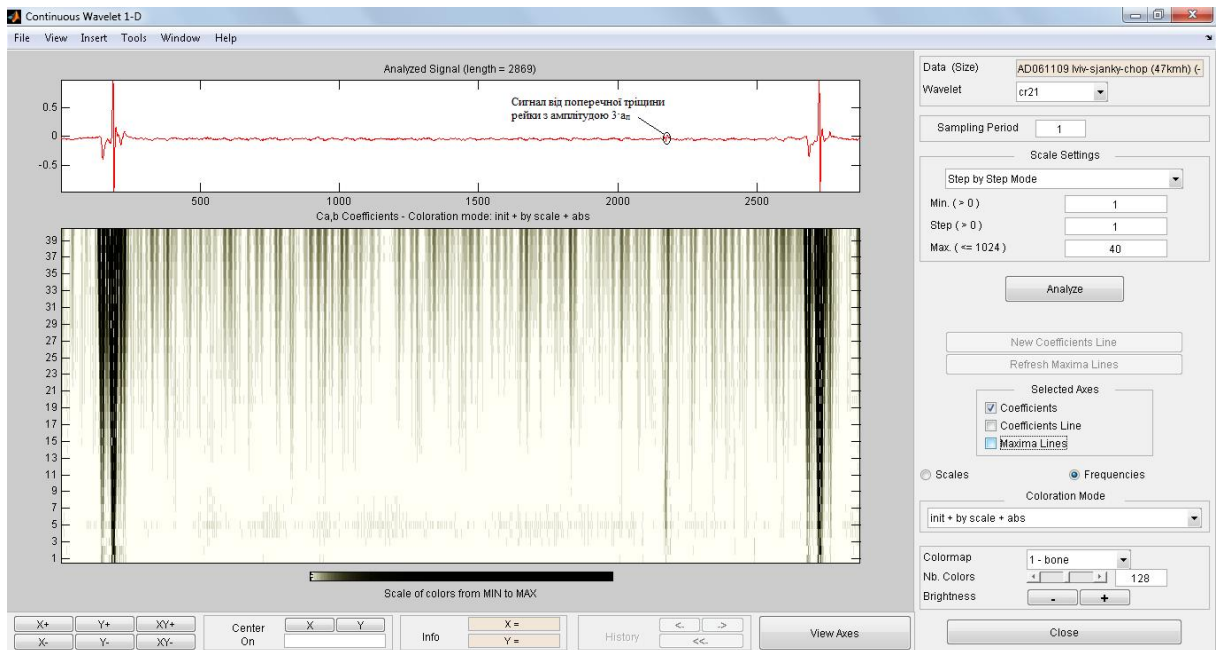 Continuous Wavelet 1-D
File View Insert Tools Window Help
Analyzed Signal (length = 2869)
0.5
0
-0.5
Сигнал від поперечної тріщини
рейки з амплітудою 3·aп
500 1000 1500 2000 2500
Ca,b Coefficients - Coloration mode: init + by scale + abs
39
37
35
33
31
29
27
25
23
21
19
17
15
13
11
9
7
5
3
1
Scale of colors from MIN to MAX
X+ Y+ XY+
X- Y- XY-
Center
On
X Y
Info
X =
Y =
History
<- ->
<<-
View Axes
Data (Size) AD061109 lviv-sjanky-chop (47kmh) (-
Wavelet cr21
Sampling Period 1
Scale Settings
Step by Step Mode
Min. ( > 0 ) 1
Step ( > 0 ) 1
Max. ( <= 1024 ) 40
Analyze
New Coefficients Line
Refresh Maxima Lines
Selected Axes
Coefficients
Coefficients Line
Maxima Lines
Scales Frequencies
Coloration Mode
init + by scale + abs
Colormap 1 - bone
Nb. Colors 128
Brightness - +
Close